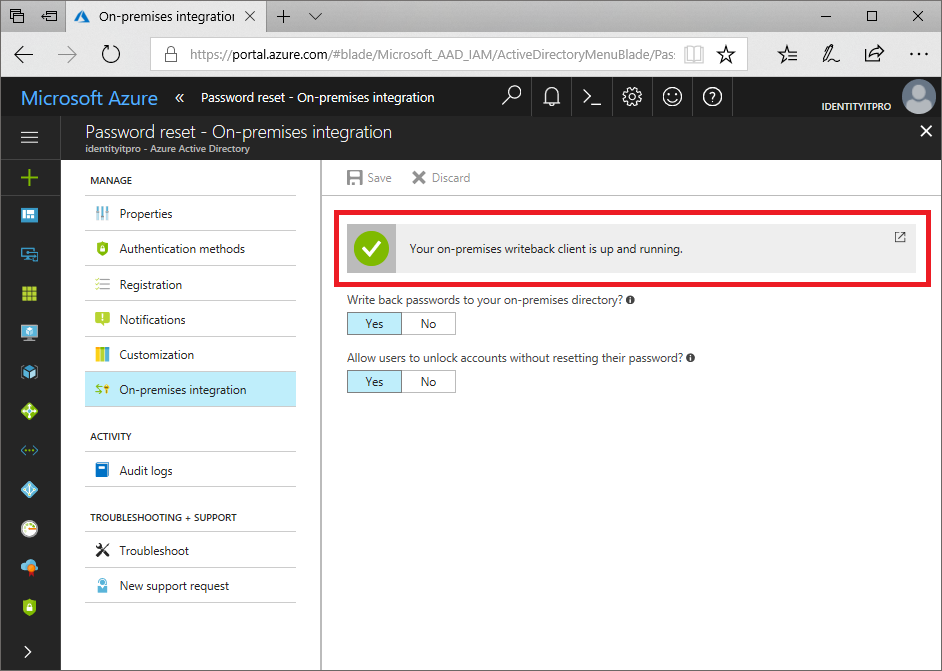 On-premises integration
https://portal.azure.com/#blade/Microsoft_AAD_IAM/ActiveDirectoryMenuBlade/Pas
Microsoft Azure « Password reset - On-premises integration
IDENTITYITPRO
Password reset - On-premises integration
identityitpro - Azure Active Directory
MANAGE
Properties
Authentication methods
Registration
Notifications
Customization
On-premises integration
ACTIVITY
Audit logs
TROUBLESHOOTING + SUPPORT
Troubleshoot
New support request
Save Discard
Your on-premises writeback client is up and running.
Write back passwords to your on-premises directory?
Yes No
Allow users to unlock accounts without resetting their password?
Yes No